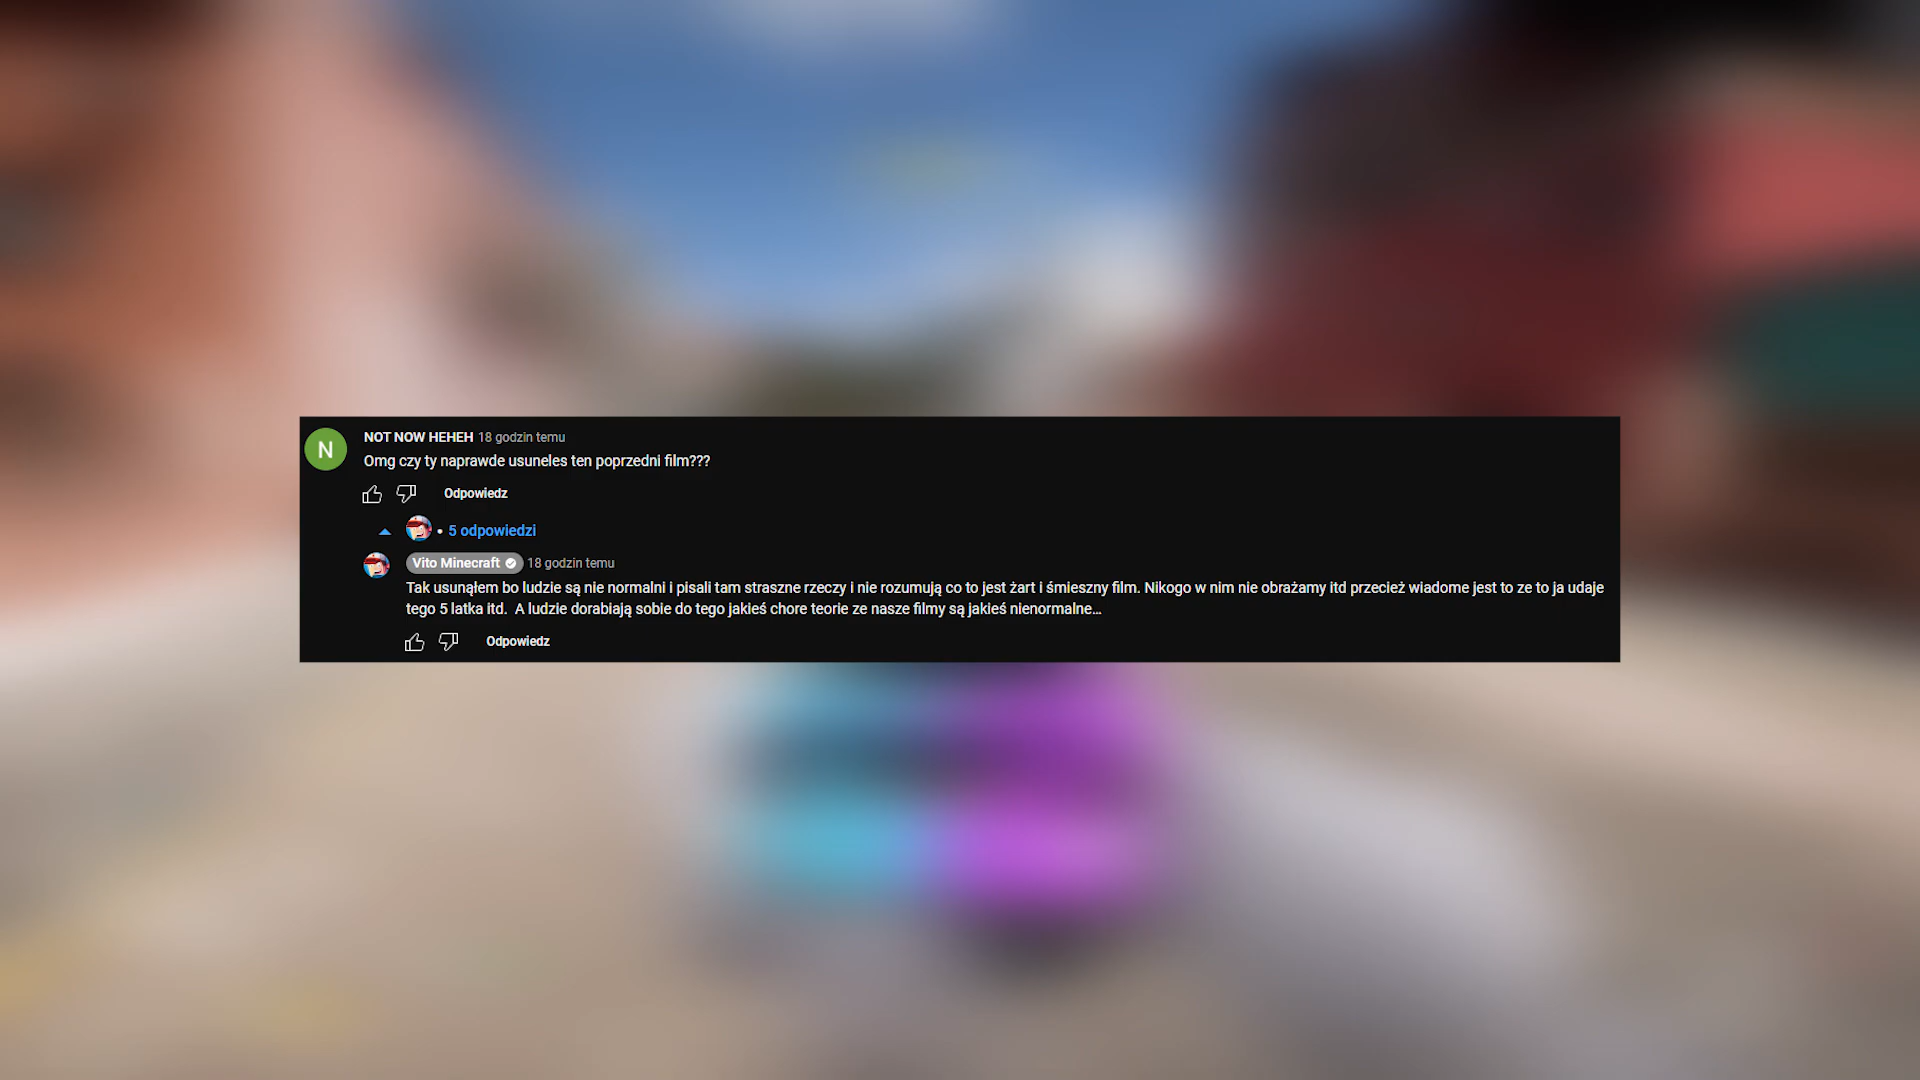 N
NOT NOW HEHEH 18 godzin temu
Omg czy ty naprawde usuneles ten poprzedni film???
Odpowiedz
• 5 odpowiedzi
Vito Minecraft 18 godzin temu
Tak usunąłem bo ludzie są nie normalni i pisali tam straszne rzeczy i nie rozumują co to jest żart i śmieszny film. Nikogo w nim nie obrażamy itd przecież wiadome jest to ze to ja udaje
tego 5 latka itd.  A ludzie dorabiają sobie do tego jakieś chore teorie ze nasze filmy są jakieś nienormalne...
Odpowiedz